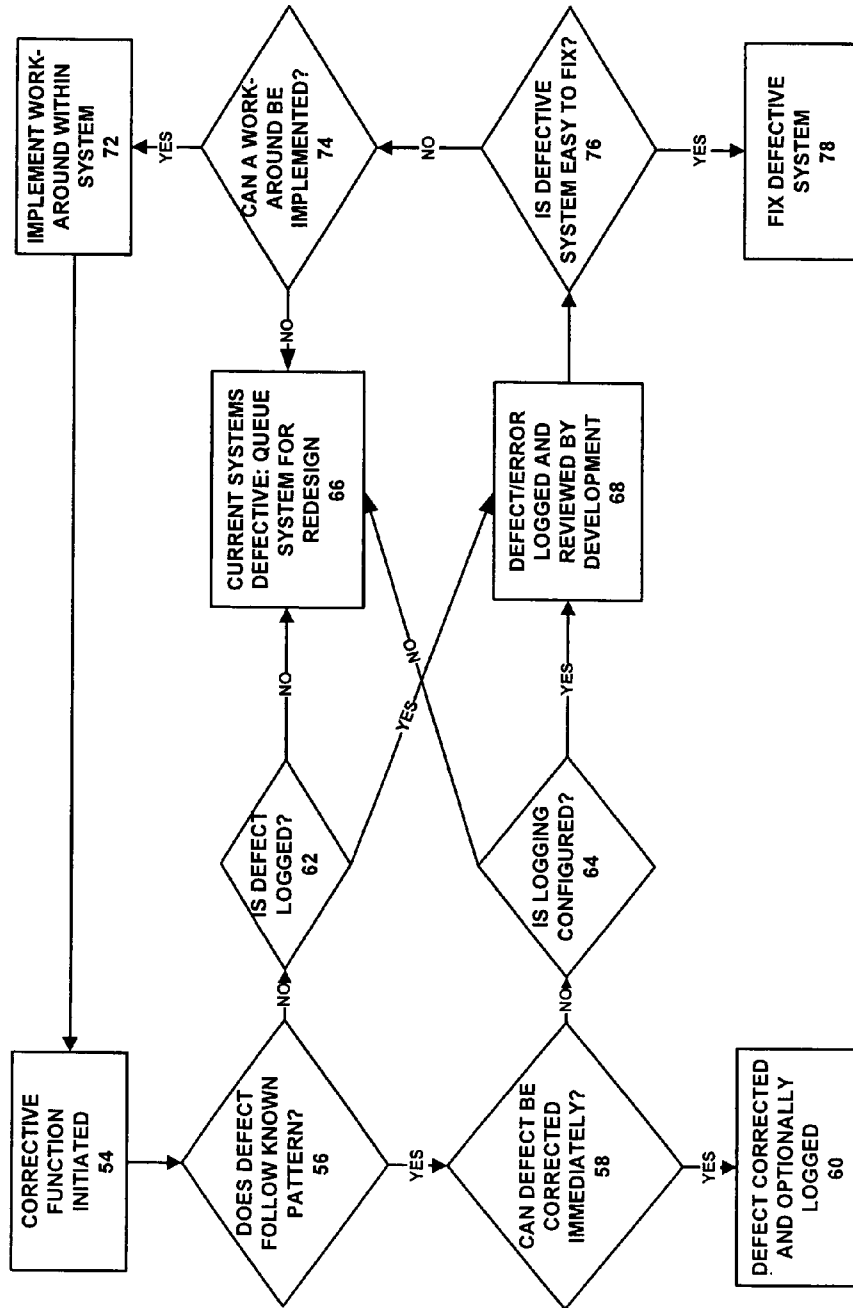 CORRECTIVE
FUNCTION
INITIATED
54
DOES DEFECT
FOLLOW KNOWN
PATTERN?
56
NO
YES
CAN DEFECT BE
CORRECTED
IMMEDIATELY?
58
NO
YES
DEFECT CORRECTED
AND OPTIONALLY
LOGGED
60
IS DEFECT
LOGGED?
62
NO
YES
IS LOGGING
CONFIGURED?
64
NO
YES
CURRENT SYSTEMS
DEFECTIVE: QUEUE
SYSTEM FOR
REDESIGN
66
DEFECT/ERROR
LOGGED AND
REVIEWED BY
DEVELOPMENT
68
IMPLEMENT WORK-
AROUND WITHIN
SYSTEM
72
YES
CAN A WORK-
AROUND BE
IMPLEMENTED?
74
NO
NO
IS DEFECTIVE
SYSTEM EASY TO FIX?
76
YES
FIX DEFECTIVE
SYSTEM
78